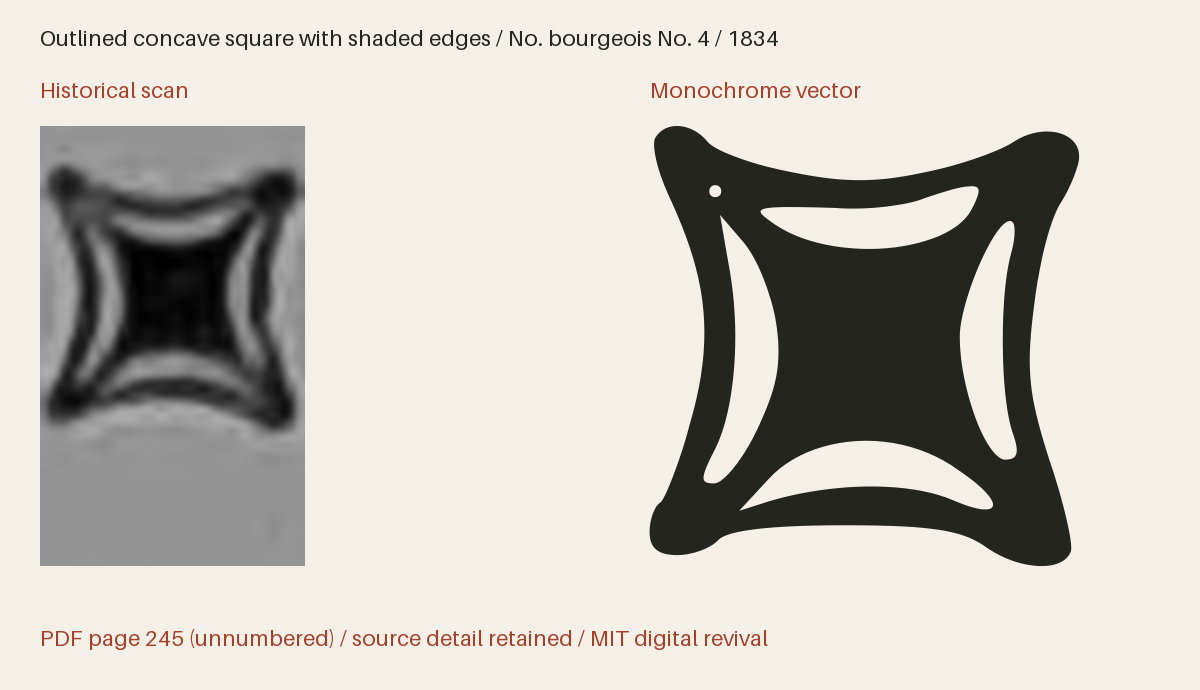 Outlined concave square with shaded edges / No. bourgeois No. 4 / 1834
Historical scan
Monochrome vector
PDF page 245 (unnumbered) / source detail retained / MIT digital revival